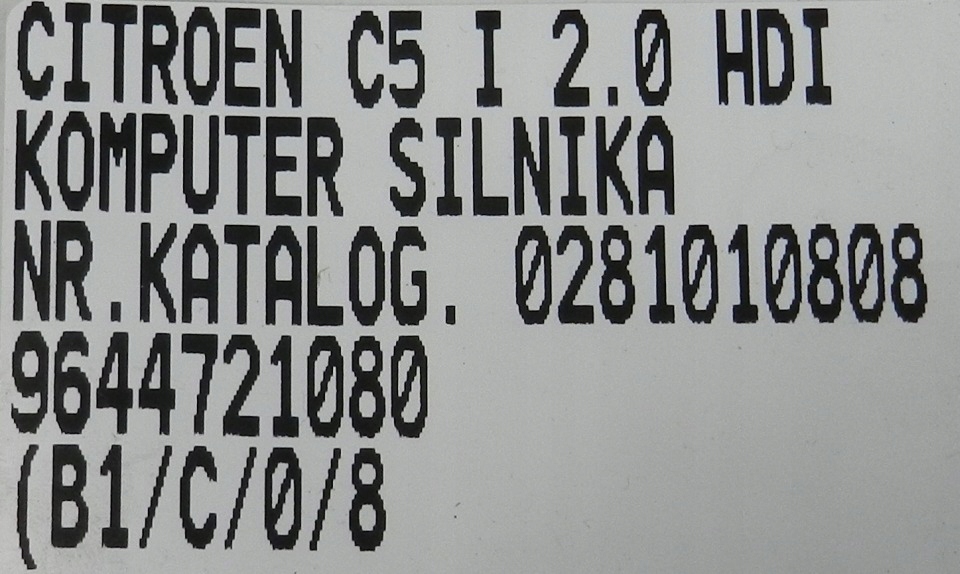 CITROEN C5 I 2.0 HDI
KOMPUTER SILNIKA
NR.KATALOG. 0281010808
9644721080
(B1/C/0/8